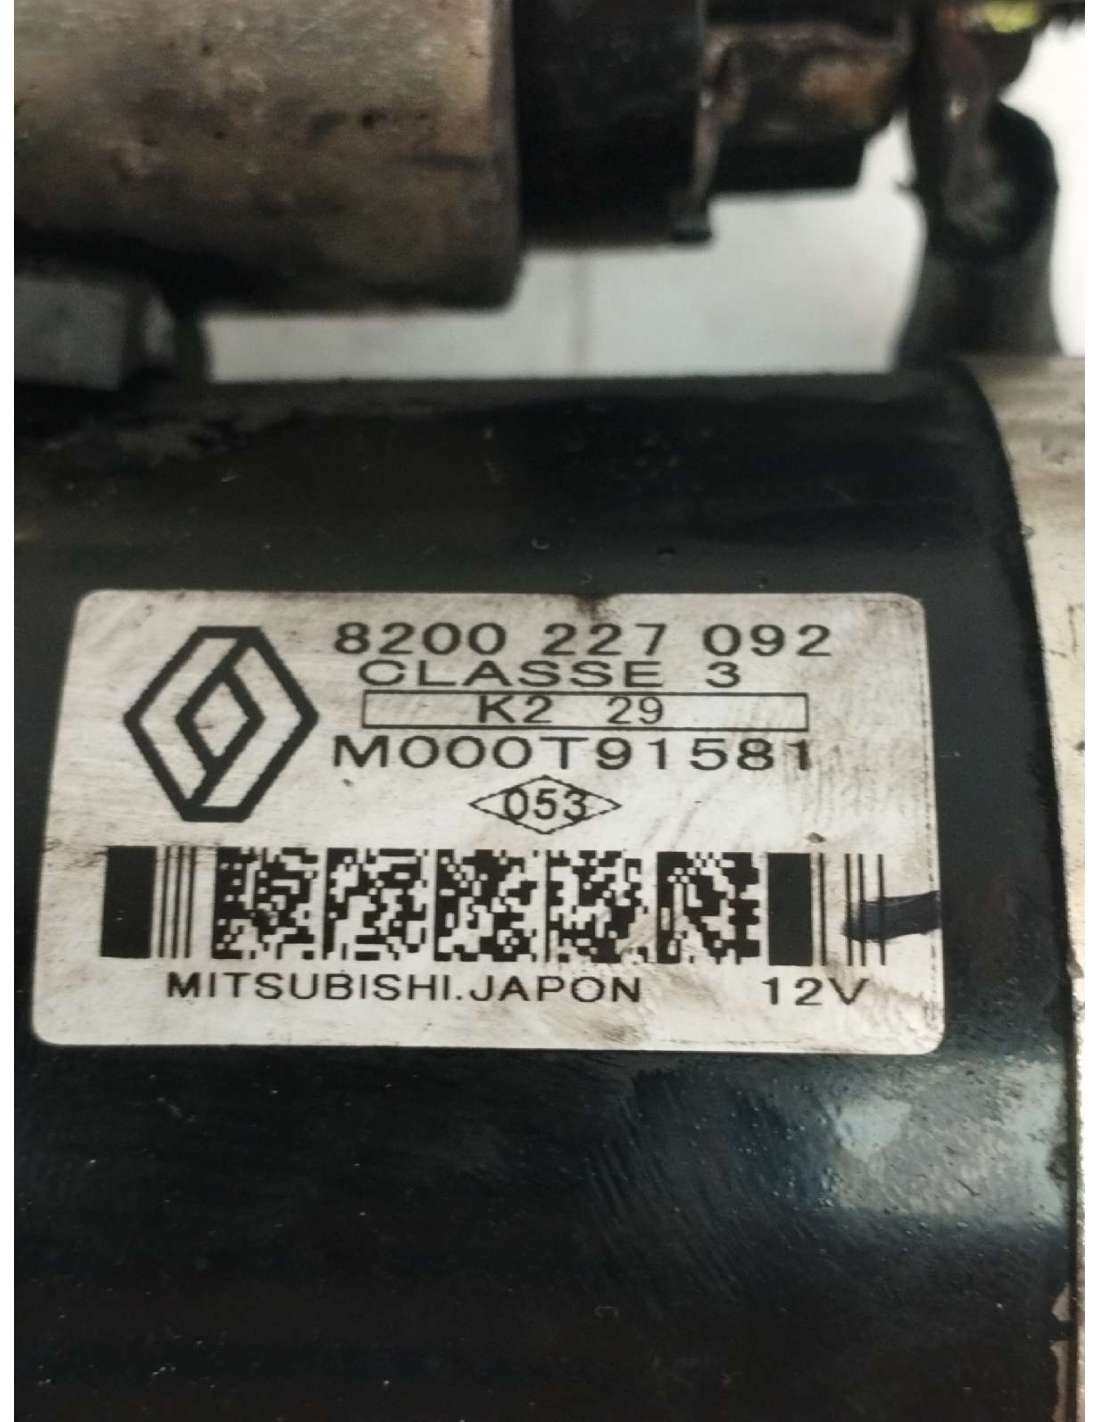 8200 227 092
CLASSE 3
K2 29
M000T91581
053
MITSUBISHI.JAPON 12V